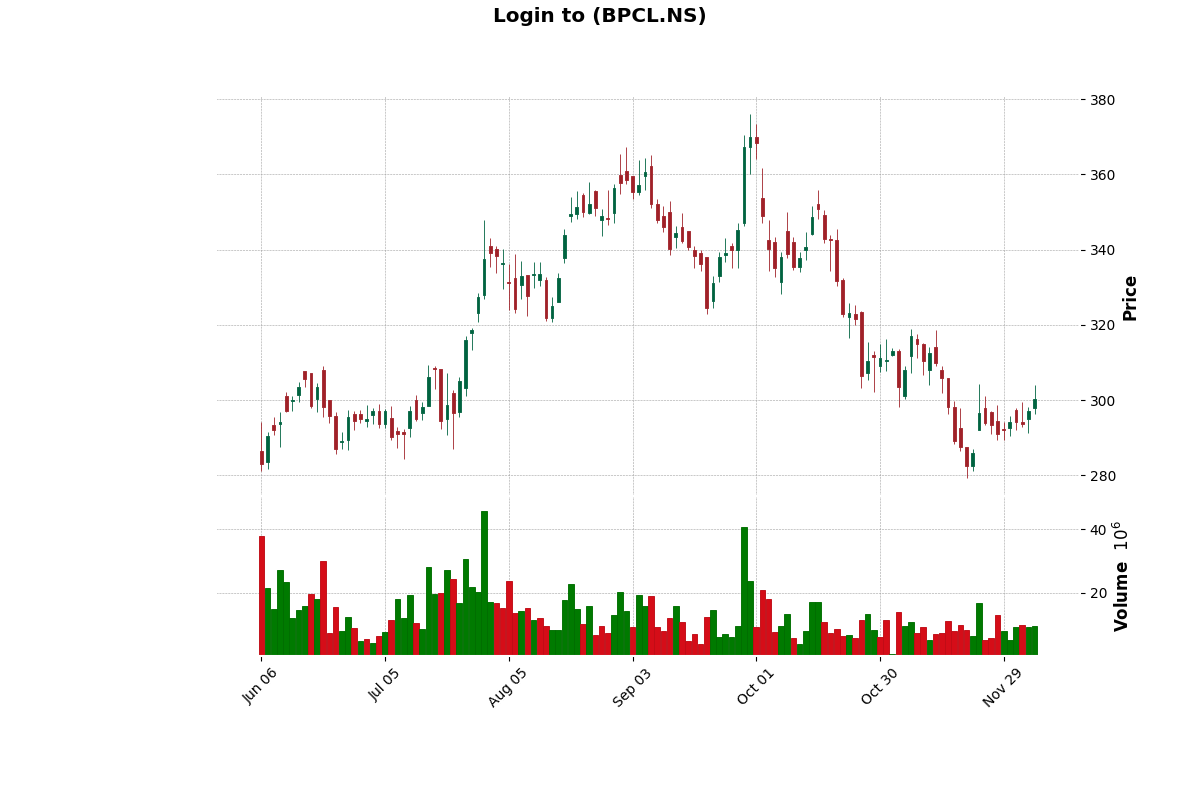 Login to (BPCL.NS)
380
360
340
320
300
280
Price
40
20
Volume 10^6
Jun 06
Jul 05
Aug 05
Sep 03
Oct 01
Oct 30
Nov 29